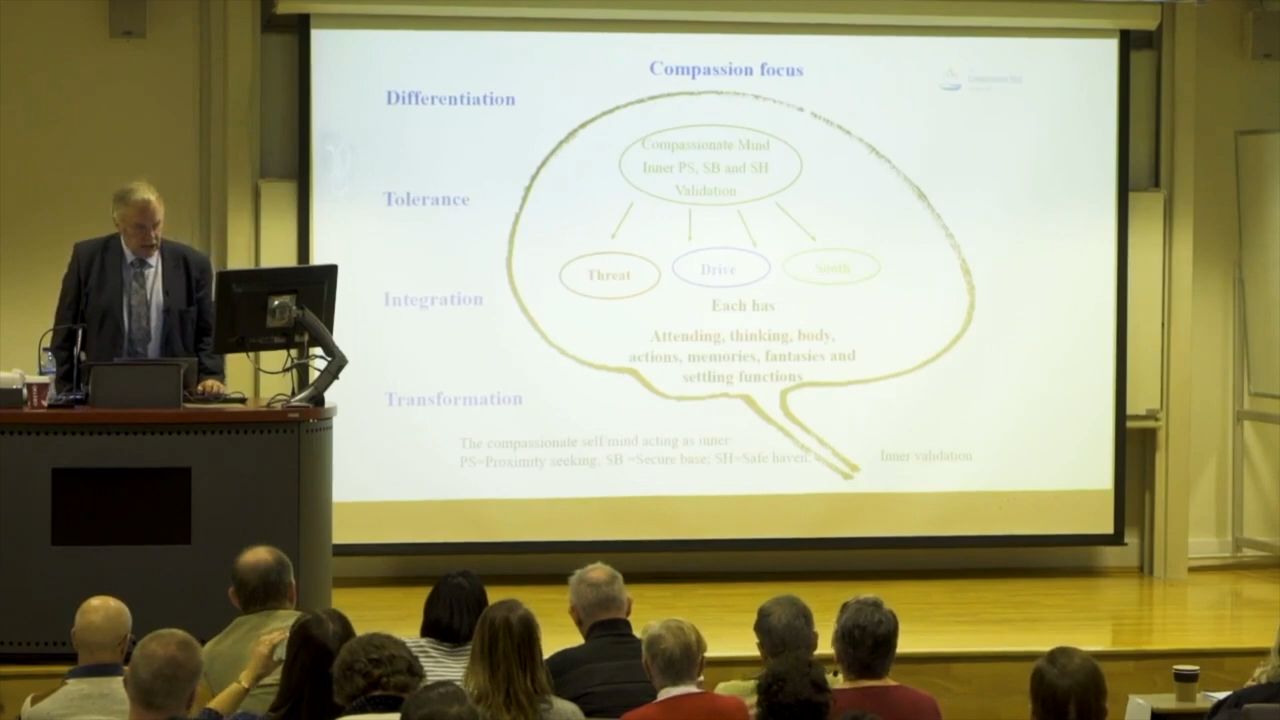 Compassion focus
Differentiation
Compassionate Mind
Inner PS, SB and SH
Validation
Tolerance
Threat
Drive
Sooth
Integration
Each has
Attending, thinking, body,
actions, memories, fantasies and
settling functions
Transformation
The compassionate self/mind acting as inner:
PS=Proximity seeking, SB =Secure base; SH=Safe haven,
Inner validation